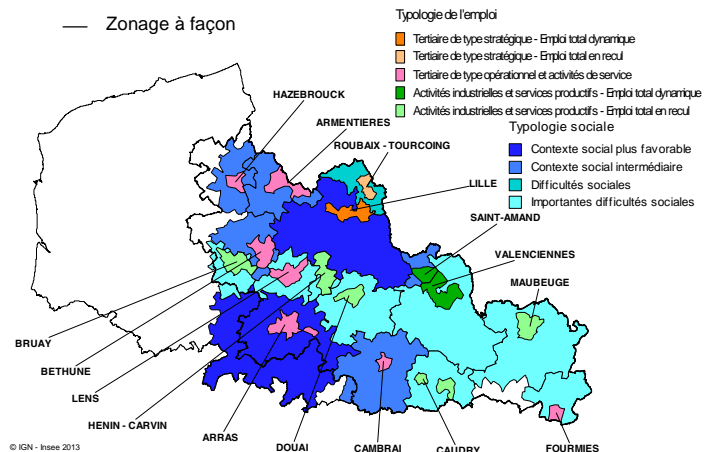 Zonage à façon
Typologie de l'emploi
Tertiaire de type stratégique - Emploi total dynamique
Tertiaire de type stratégique - Emploi total en recul
Tertiaire de type opérationnel et activités de service
Activités industrielles et services productifs - Emploi total dynamique
Activités industrielles et services productifs - Emploi total en recul
Typologie sociale
Contexte social plus favorable
Contexte social intermédiaire
Difficultés sociales
Importantes difficultés sociales
HAZEBROUCK
ARMENTIERES
ROUBAIX - TOURCOING
LILLE
SAINT-AMAND
VALENCIENNES
MAUBEUGE
BRUAY
BETHUNE
LENS
HENIN - CARVIN
ARRAS
DOUAI
CAMBRAI
CAUDRY
FOURMIES
© IGN - Insee 2013